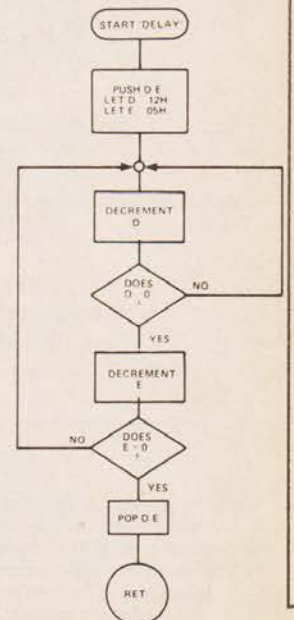 START 'DELAY'
PUSH D E
LET D 12H
LET E 05H
DECREMENT
D
DOES
D 0
?
NO
YES
DECREMENT
E
DOES
E = 0
?
NO
YES
POP D E
RET